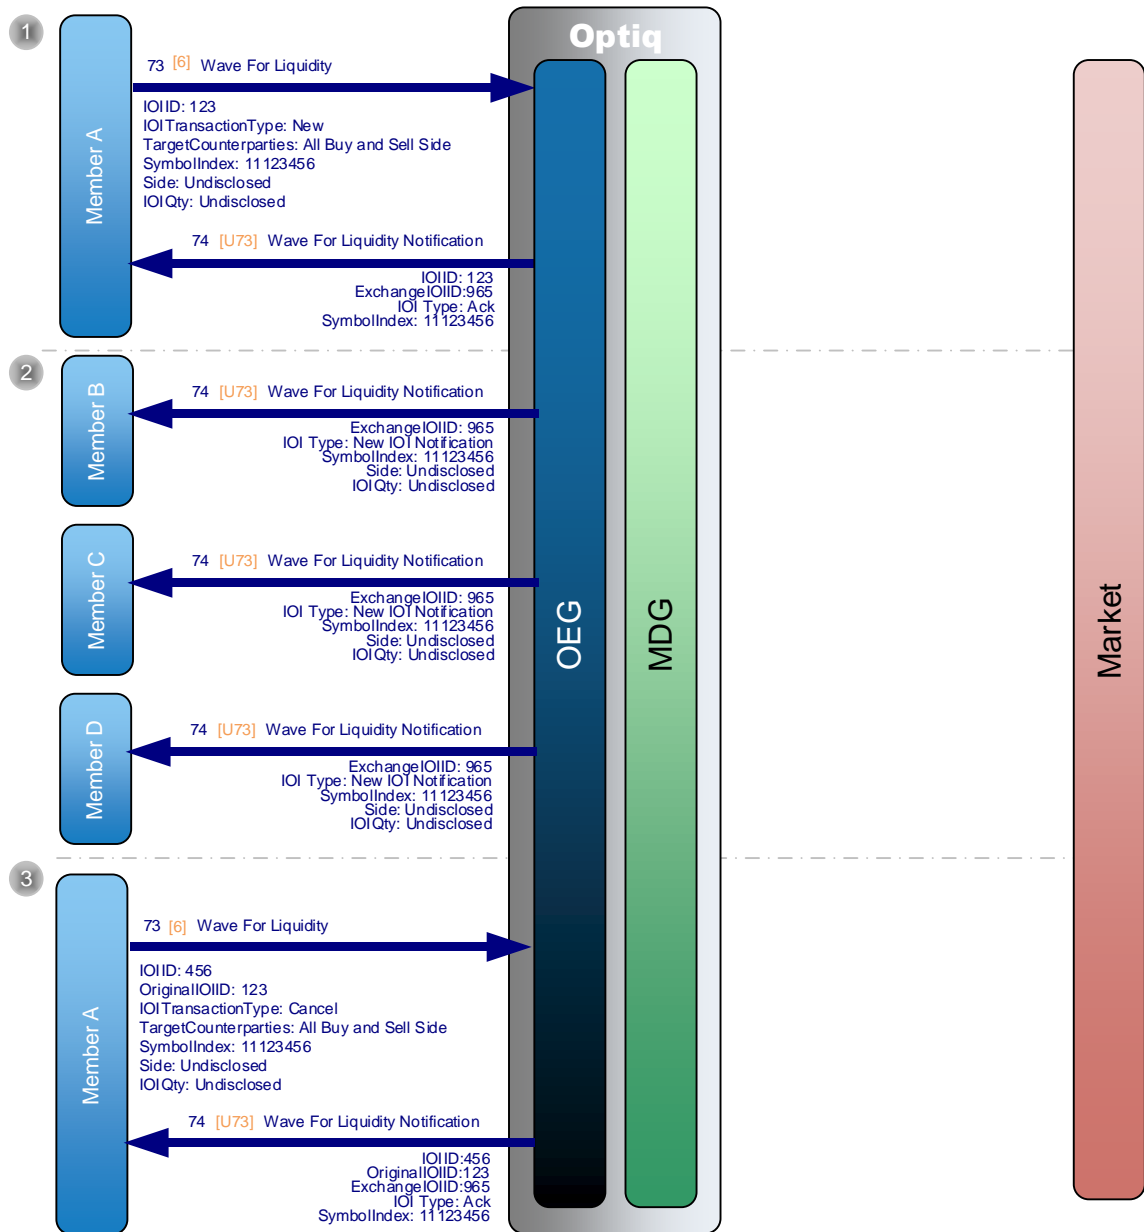 1
Optiq
Member A
73 [6] Wave For Liquidity
IOIID: 123
IOITransactionType: New
TargetCounterparties: All Buy and Sell Side
SymbolIndex: 11123456
Side: Undisclosed
IOIQty: Undisclosed
74 [U73] Wave For Liquidity Notification
IOIID: 123
ExchangeIOIID:965
IOI Type: Ack
SymbolIndex: 11123456
2
Member B
74 [U73] Wave For Liquidity Notification
ExchangeIOIID: 965
IOI Type: New IOI Notification
SymbolIndex: 11123456
Side: Undisclosed
IOIQty: Undisclosed
Member C
74 [U73] Wave For Liquidity Notification
ExchangeIOIID: 965
IOI Type: New IOI Notification
SymbolIndex: 11123456
Side: Undisclosed
IOIQty: Undisclosed
OEG
MDG
Market
Member D
74 [U73] Wave For Liquidity Notification
ExchangeIOIID: 965
IOI Type: New IOI Notification
SymbolIndex: 11123456
Side: Undisclosed
IOIQty: Undisclosed
3
Member A
73 [6] Wave For Liquidity
IOIID: 456
OriginalIOIID: 123
IOITransactionType: Cancel
TargetCounterparties: All Buy and Sell Side
SymbolIndex: 11123456
Side: Undisclosed
IOIQty: Undisclosed
74 [U73] Wave For Liquidity Notification
IOIID:456
OriginalIOIID:123
ExchangeIOIID:965
IOI Type: Ack
SymbolIndex: 11123456